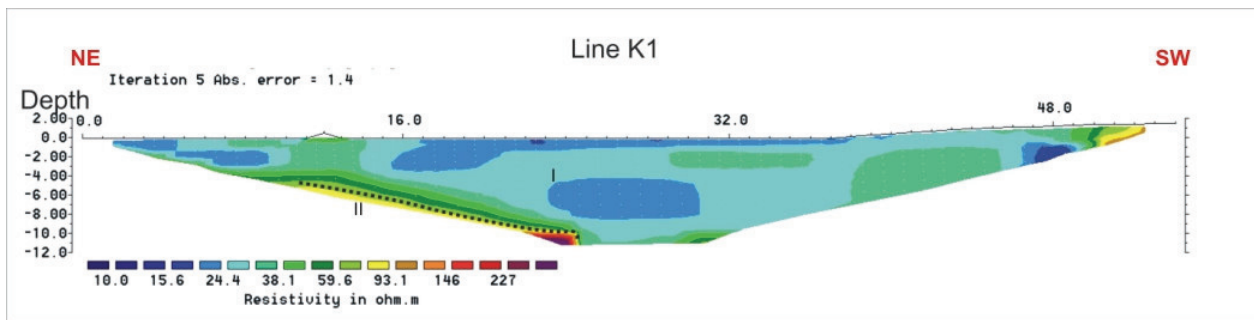 Line K1
NE SW
Iteration 5 Abs. error = 1.4
Depth
2.00 0.0 16.0 32.0 48.0
0.0
-2.00
-4.00 I
-6.00
-8.00 II
-10.0
-12.0
10.0 15.6 24.4 38.1 59.6 93.1 146 227
Resistivity in ohm.m